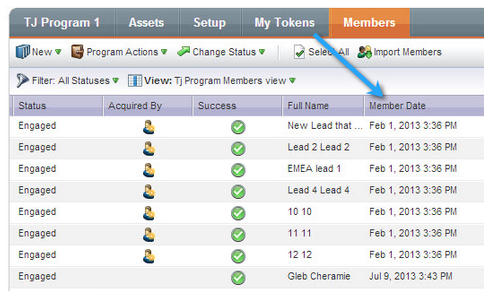 TJ Program 1 Assets Setup My Tokens Members
New Program Actions Change Status Select All Import Members
Filter: All Statuses View: Tj Program Members view
Status Acquired By Success Full Name Member Date
Engaged New Lead that ... Feb 1, 2013 3:36 PM
Engaged Lead 2 Lead 2 Feb 1, 2013 3:36 PM
Engaged EMEA lead 1 Feb 1, 2013 3:36 PM
Engaged Lead 4 Lead 4 Feb 1, 2013 3:36 PM
Engaged 10 10 Feb 1, 2013 3:36 PM
Engaged 11 11 Feb 1, 2013 3:36 PM
Engaged 12 12 Feb 1, 2013 3:36 PM
Engaged Gleb Cheramie Jul 9, 2013 3:43 PM